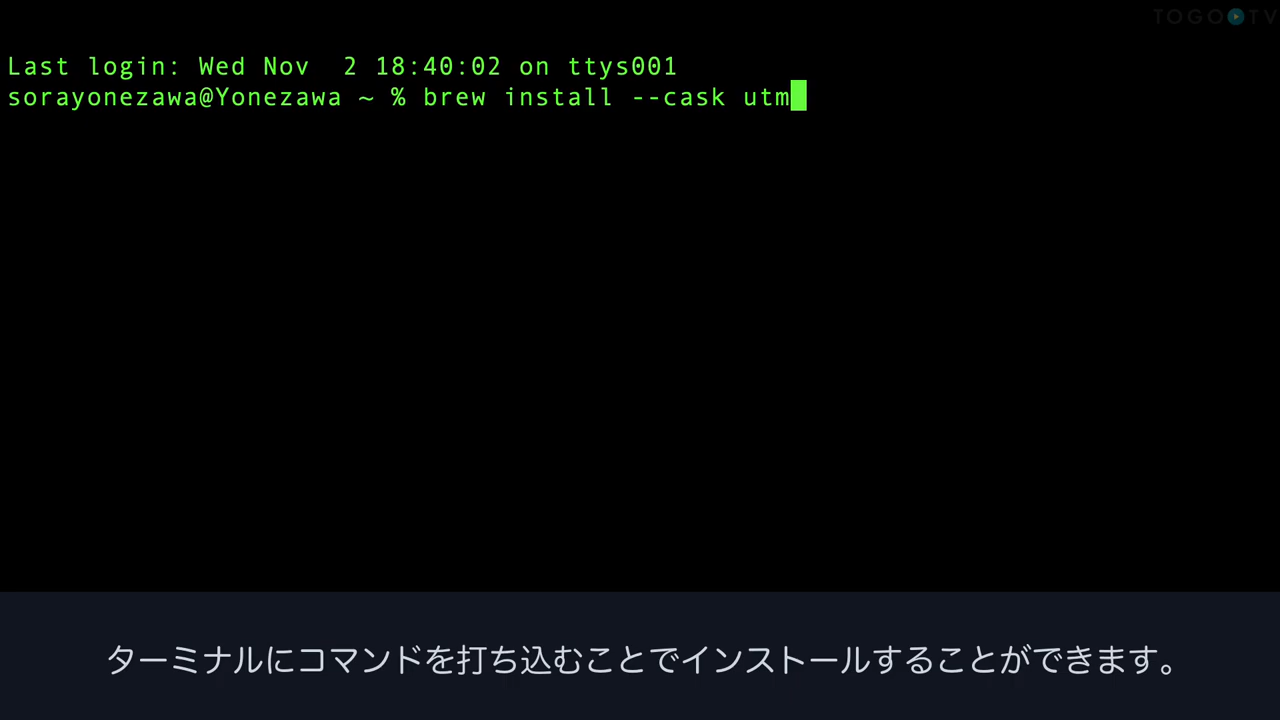 TOGO TV
Last login: Wed Nov  2 18:40:02 on ttys001
sorayonezawa@Yonezawa ~ % brew install --cask utm
ターミナルにコマンドを打ち込むことでインストールすることができます。